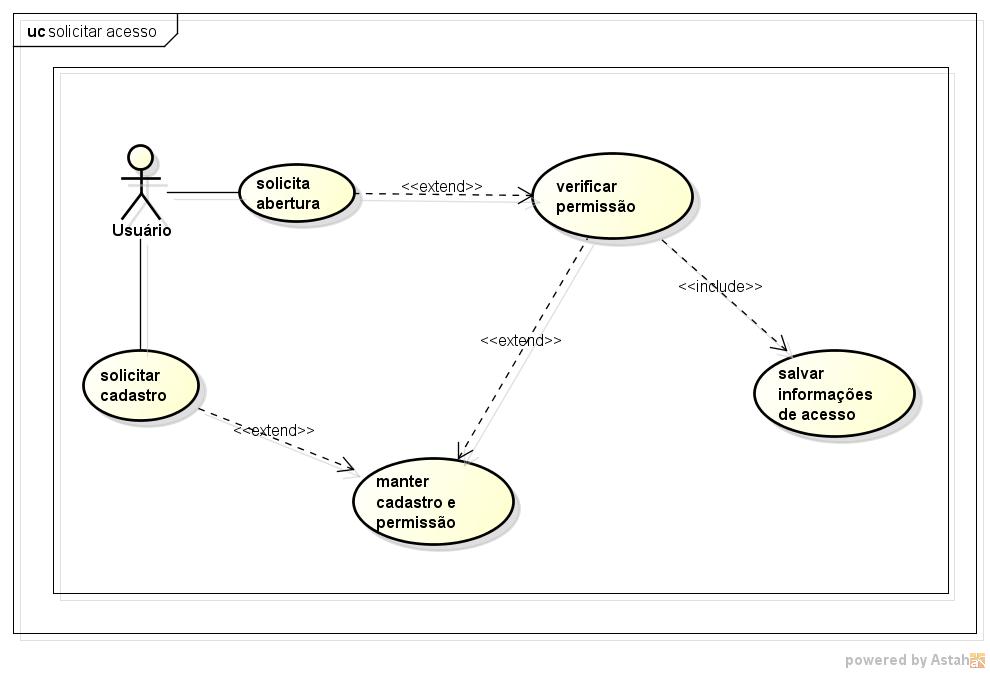 uc solicitar acesso
solicita
abertura
<<extend>>
verificar
permissão
Usuário
<<include>>
<<extend>>
solicitar
cadastro
salvar
informações
de acesso
<<extend>>
manter
cadastro e
permissão
powered by Astah